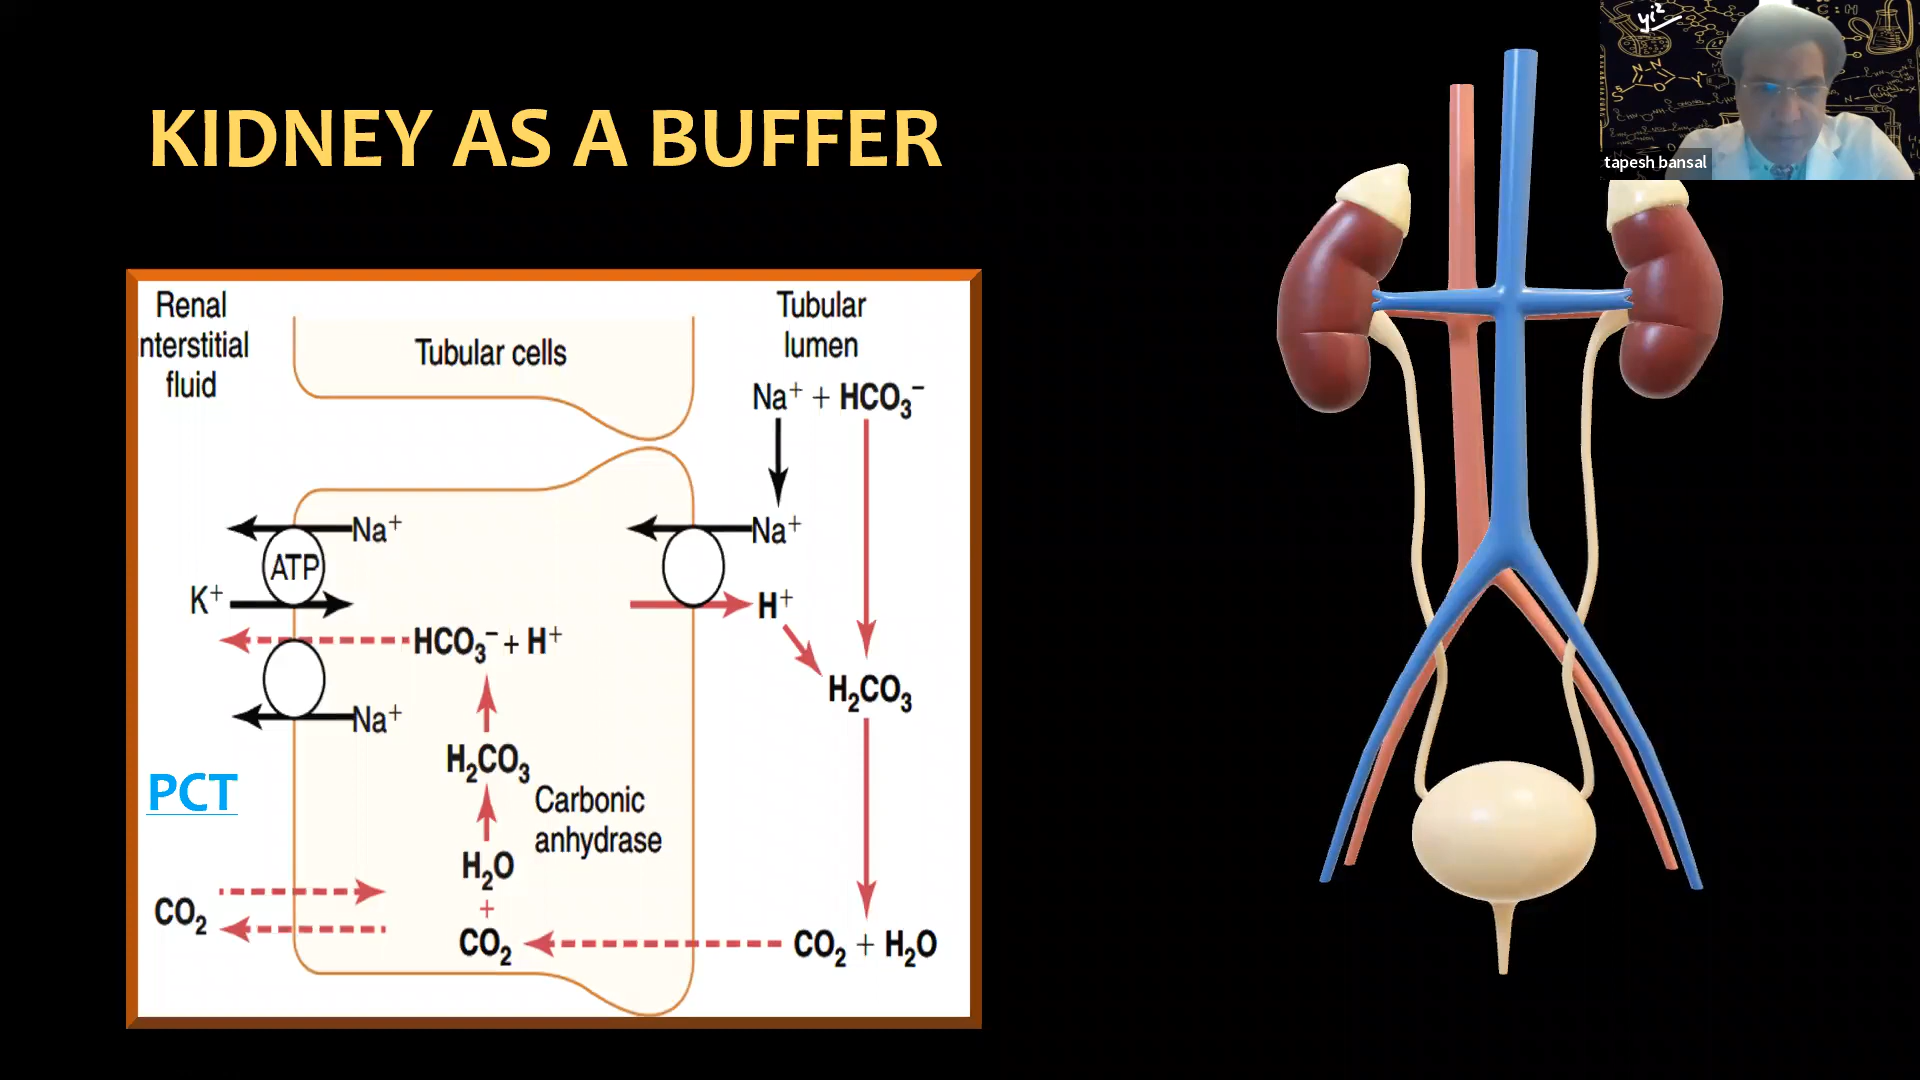 KIDNEY AS A BUFFER
yi²
tapesh bansal
Renal
nterstitial
fluid
Tubular cells
Tubular
lumen
Na⁺ + HCO₃⁻
Na⁺
ATP
K⁺
Na⁺
H⁺
HCO₃⁻ + H⁺
H₂CO₃
Na⁺
H₂CO₃
Carbonic
anhydrase
PCT
H₂O
+
CO₂
CO₂
CO₂ + H₂O